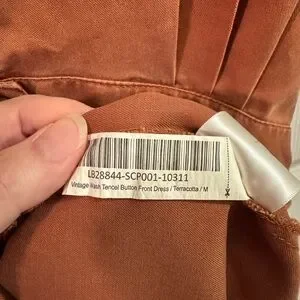 LB28844-SCP001-10311
Vintage Wash Tencel Button Front Dress / Terracotta / M